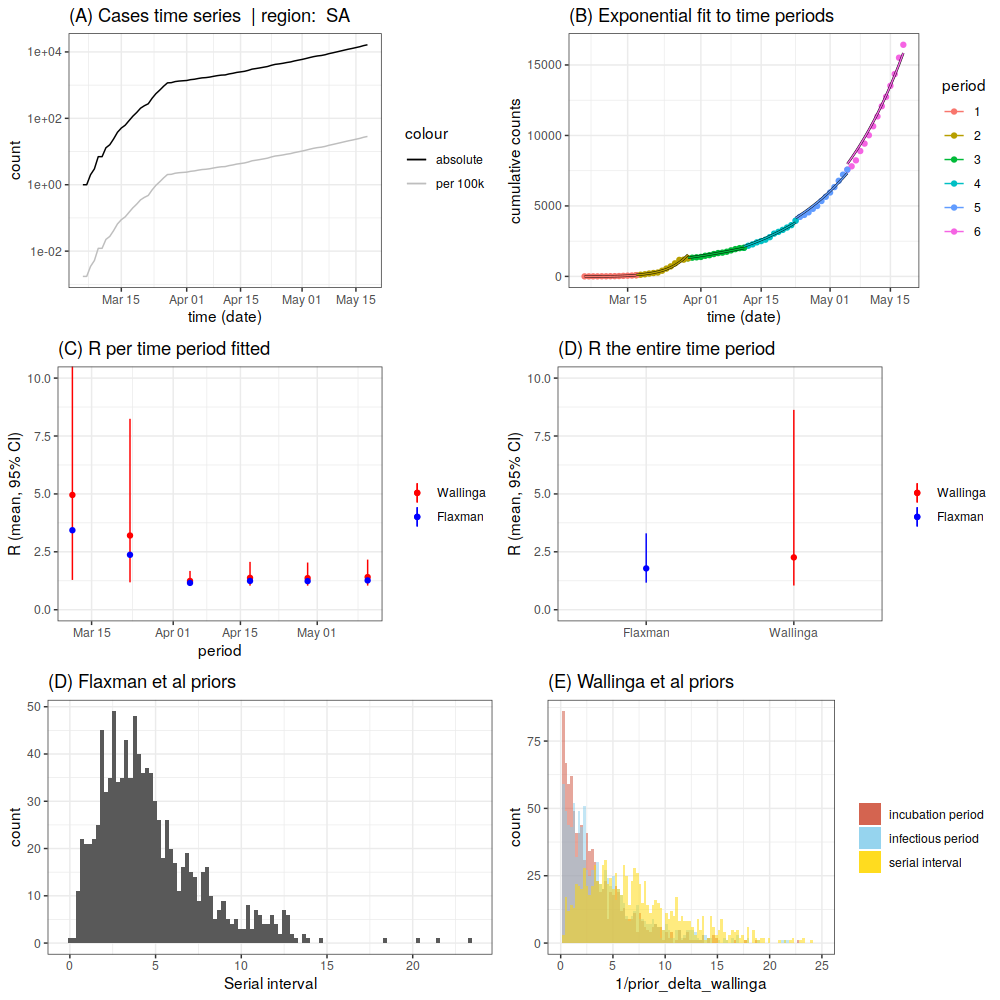 (A) Cases time series | region: SA
1e+04
1e+02
1e+00
1e-02
count
Mar 15
Apr 01
Apr 15
May 01
May 15
time (date)
colour
absolute
per 100k
(B) Exponential fit to time periods
15000
10000
5000
0
cumulative counts
Mar 15
Apr 01
Apr 15
May 01
May 15
time (date)
period
1
2
3
4
5
6
(C) R per time period fitted
10.0
7.5
5.0
2.5
0.0
R (mean, 95% CI)
Mar 15
Apr 01
Apr 15
May 01
period
Wallinga
Flaxman
(D) R the entire time period
10.0
7.5
5.0
2.5
0.0
R (mean, 95% CI)
Flaxman
Wallinga
Wallinga
Flaxman
(D) Flaxman et al priors
50
40
30
20
10
0
count
0
5
10
15
20
Serial interval
(E) Wallinga et al priors
75
50
25
0
count
0
5
10
15
20
25
1/prior_delta_wallinga
incubation period
infectious period
serial interval